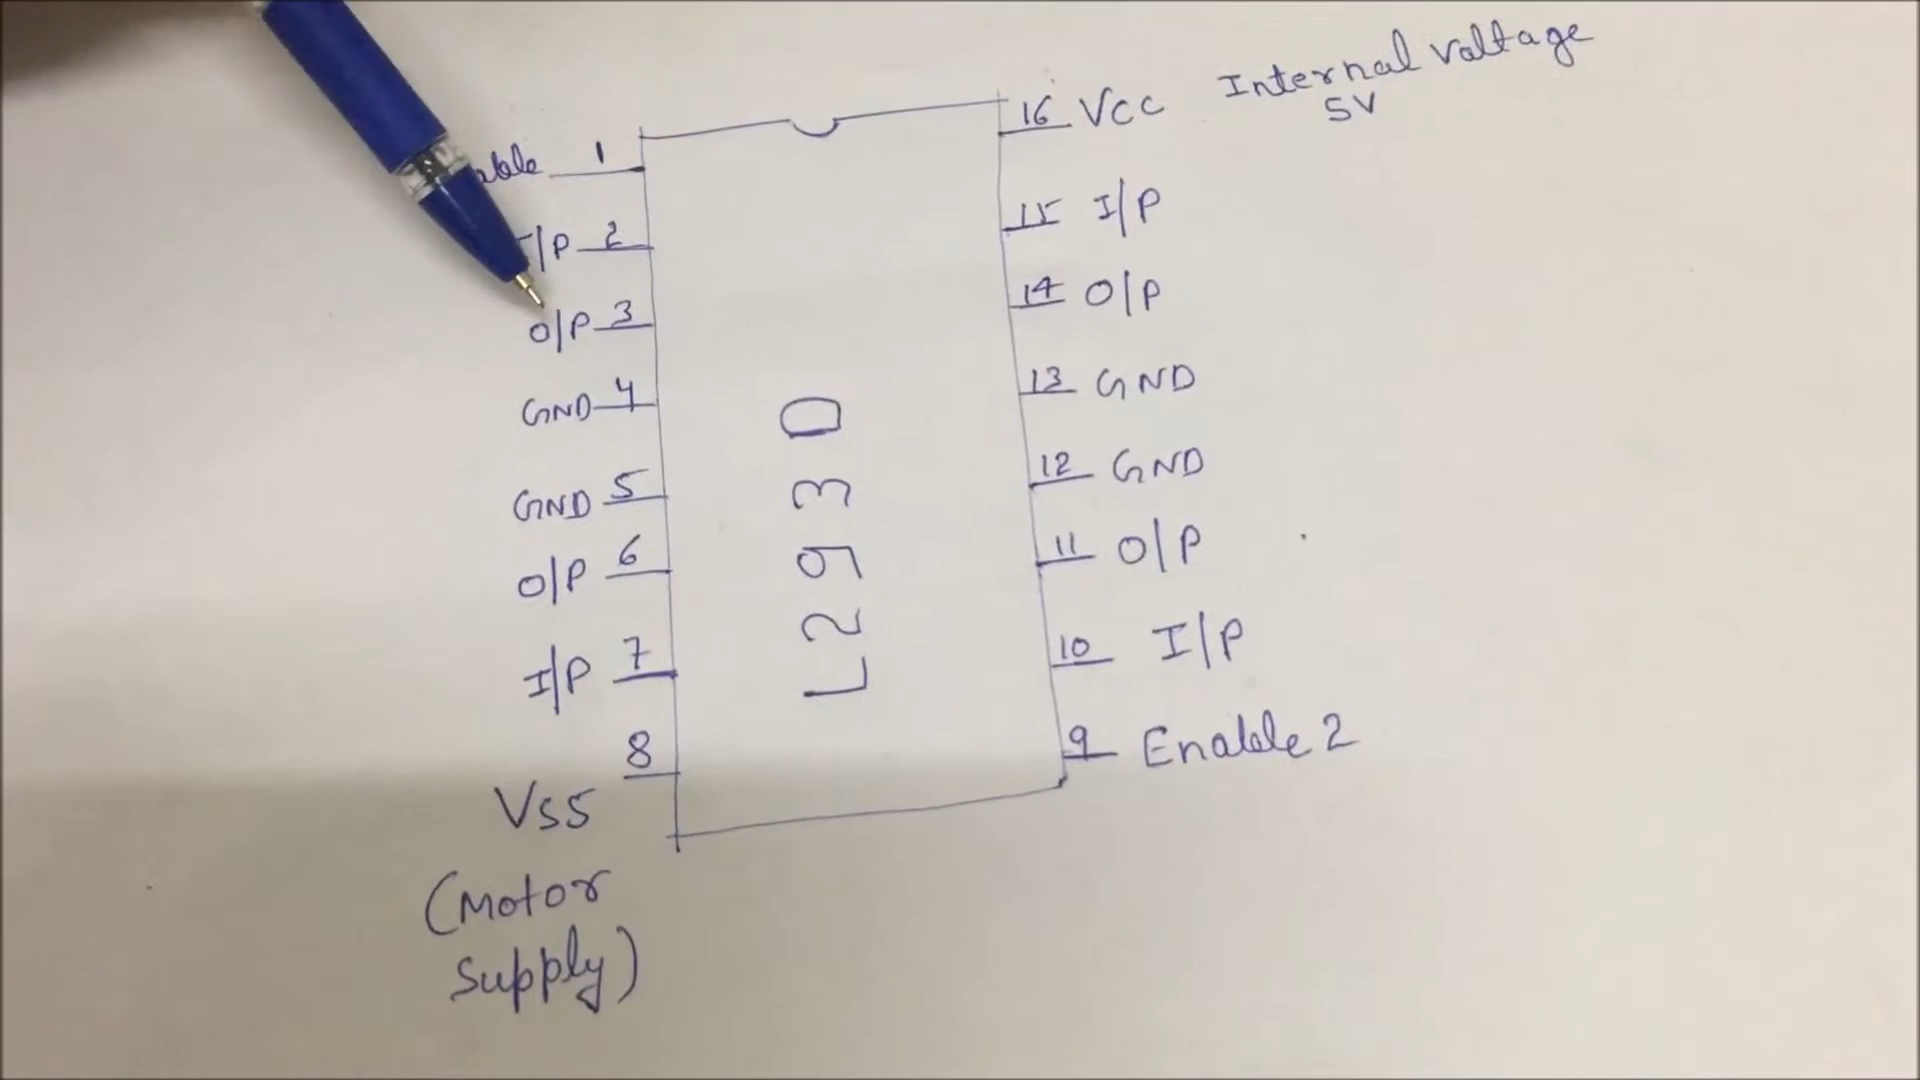 1
2
O/P 3
GND 4
GND 5
O/P 6
I/P 7
8
VSS
(Motor
Supply)
L293D
16 VCC Internal Voltage
5V
15 I/P
14 O/P
13 GND
12 GND
11 O/P
10 I/P
9 Enable 2